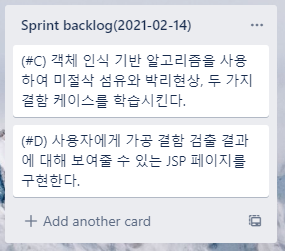 Sprint backlog(2021-02-14)
(#C) 객체 인식 기반 알고리즘을 사용
하여 미절삭 섬유와 박리현상, 두 가지
결함 케이스를 학습시킨다.
(#D) 사용자에게 가공 결함 검출 결과
에 대해 보여줄 수 있는 JSP 페이지를
구현한다.
+ Add another card